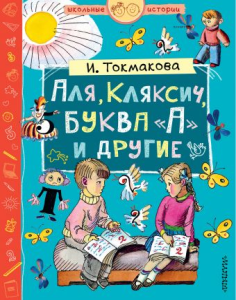 школьные истории
И. Токмакова
Аля, Кляксич,
буква «А»
и другие